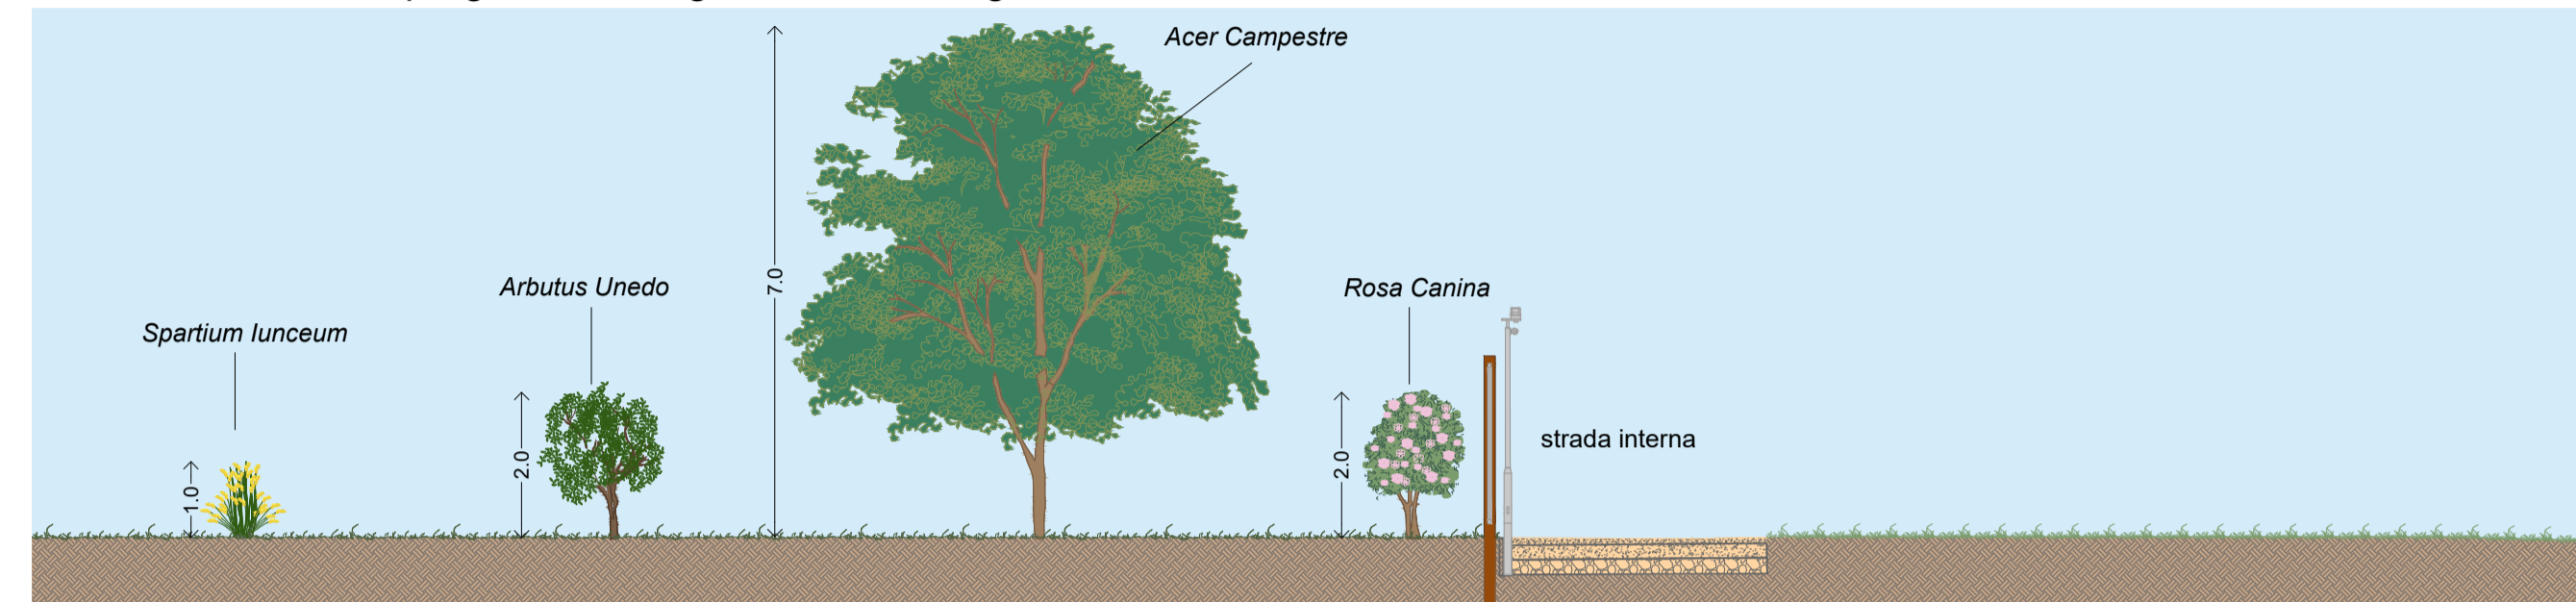 Acer Campestre
Arbutus Unedo
Rosa Canina
Spartium Iunceum
7.0
strada interna
1.0
2.0
2.0